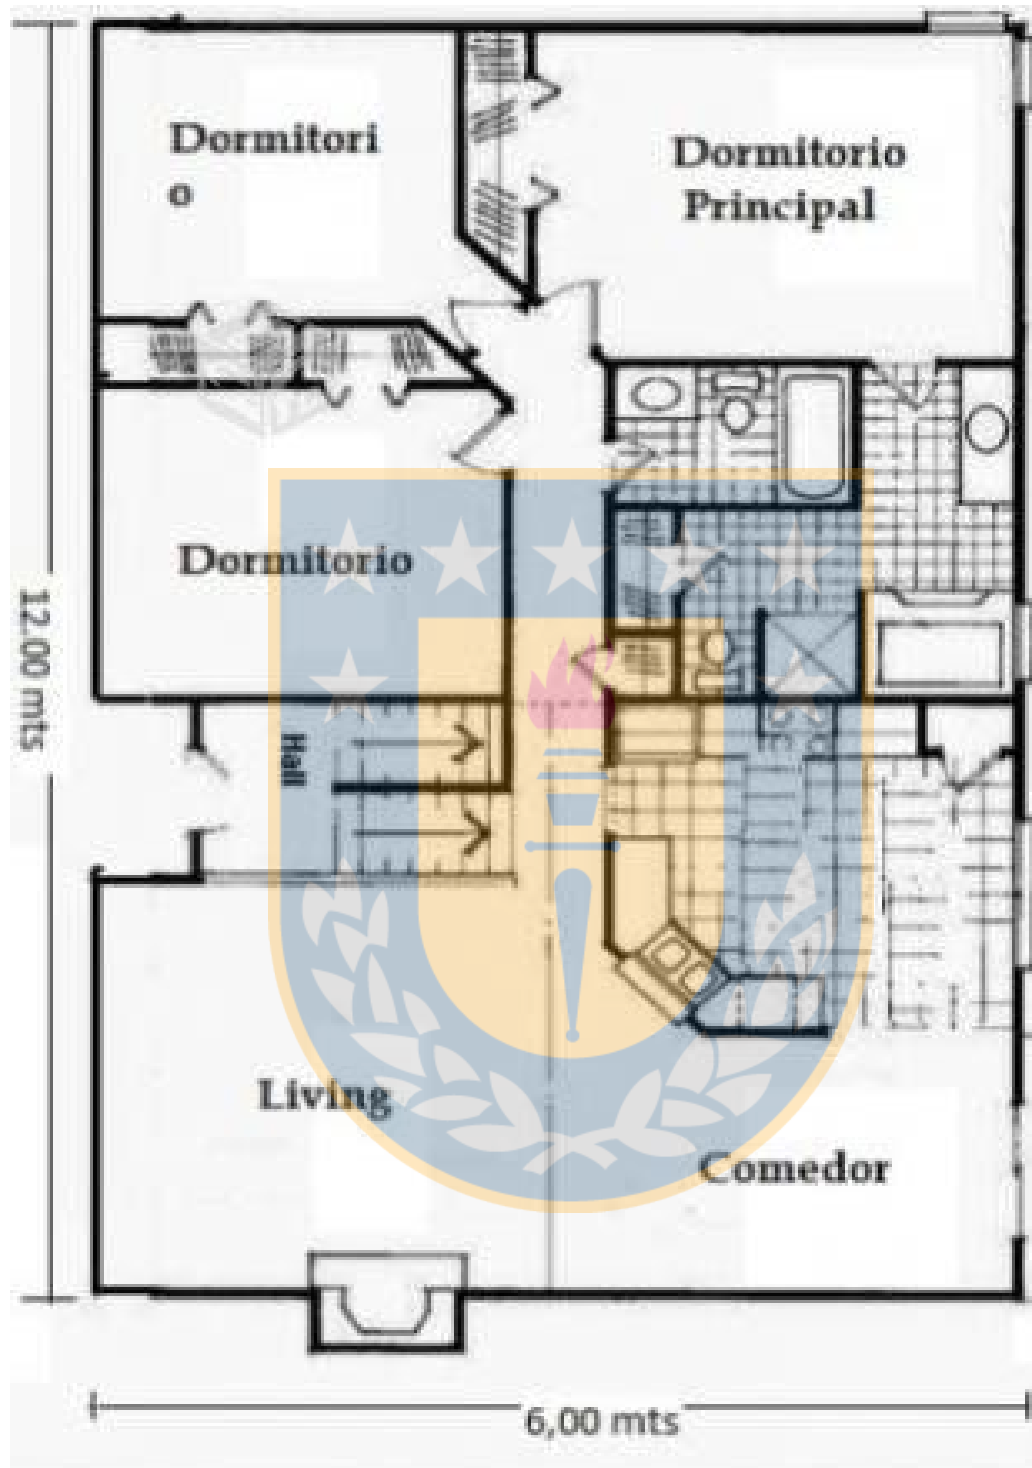 Dormitori
o
Dormitorio
Principal
Dormitorio
12.00 mts
Hall
Living
Comedor
6,00 mts